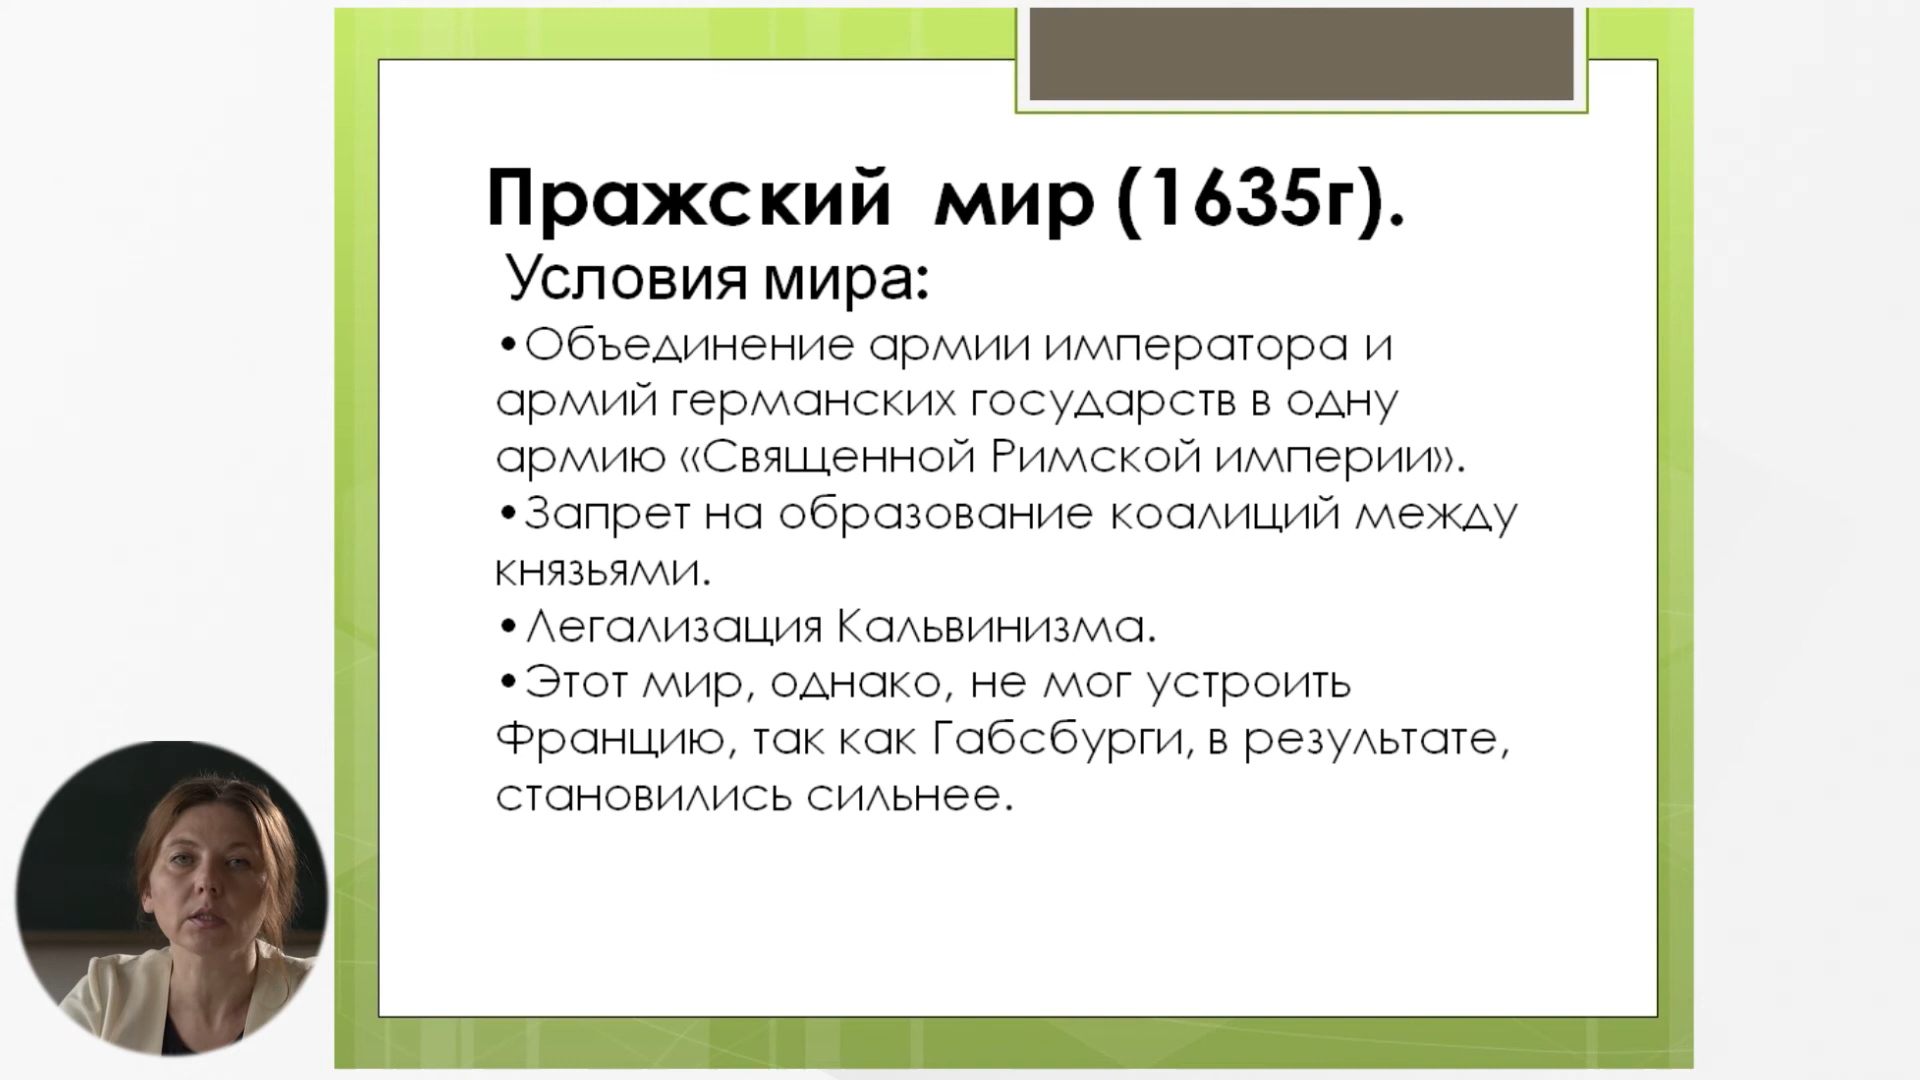 Пражский мир (1635г).
Условия мира:
•Объединение армии императора и
армий германских государств в одну
армию «Священной Римской империи».
•Запрет на образование коалиций между
князьями.
•Легализация Кальвинизма.
•Этот мир, однако, не мог устроить
Францию, так как Габсбурги, в результате,
становились сильнее.